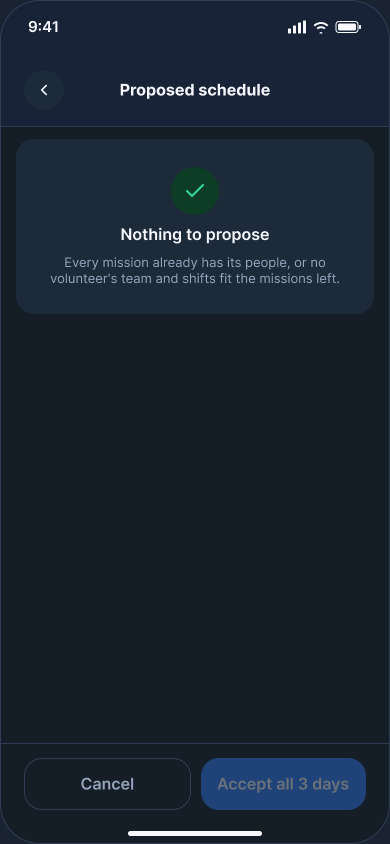 9:41
Proposed schedule
Nothing to propose
Every mission already has its people, or no
volunteer's team and shifts fit the missions left.
Cancel
Accept all 3 days